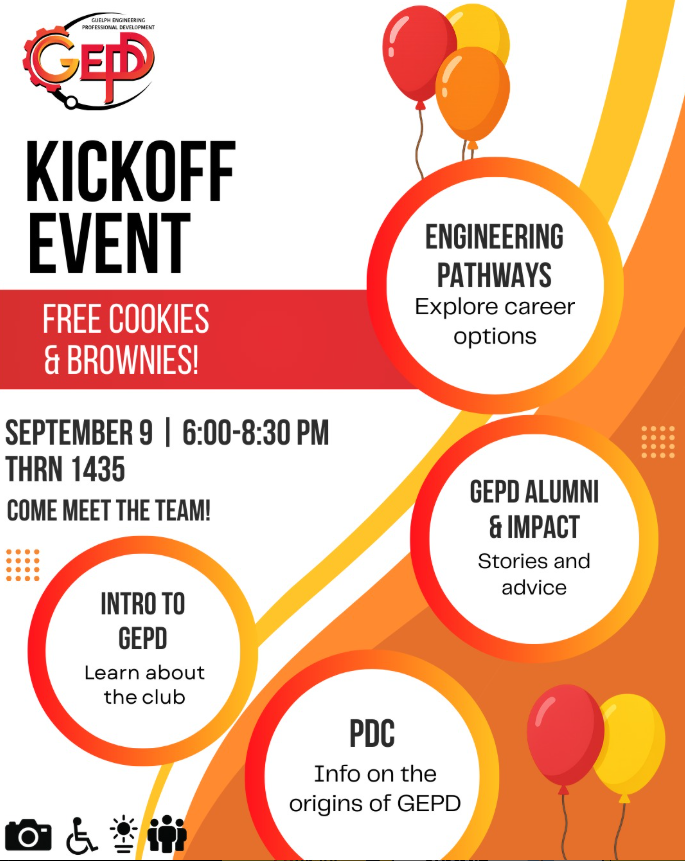 GUELPH ENGINEERING
PROFESSIONAL DEVELOPMENT
GEPD
KICKOFF
EVENT
FREE COOKIES
& BROWNIES!
SEPTEMBER 9 | 6:00-8:30 PM
THRN 1435
COME MEET THE TEAM!
ENGINEERING
PATHWAYS
Explore career
options
GEPD ALUMNI
& IMPACT
Stories and
advice
INTRO TO
GEPD
Learn about
the club
PDC
Info on the
origins of GEPD